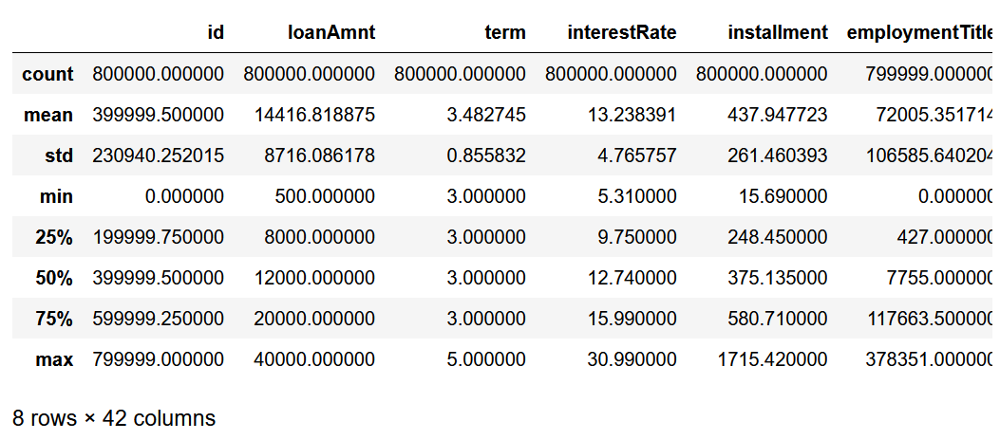 id loanAmnt term interestRate installment employmentTitle
count 800000.000000 800000.000000 800000.000000 800000.000000 800000.000000 799999.000000
mean 399999.500000 14416.818875 3.482745 13.238391 437.947723 72005.351714
std 230940.252015 8716.086178 0.855832 4.765757 261.460393 106585.640204
min 0.000000 500.000000 3.000000 5.310000 15.690000 0.000000
25% 199999.750000 8000.000000 3.000000 9.750000 248.450000 427.000000
50% 399999.500000 12000.000000 3.000000 12.740000 375.135000 7755.000000
75% 599999.250000 20000.000000 3.000000 15.990000 580.710000 117663.500000
max 799999.000000 40000.000000 5.000000 30.990000 1715.420000 378351.000000
8 rows × 42 columns